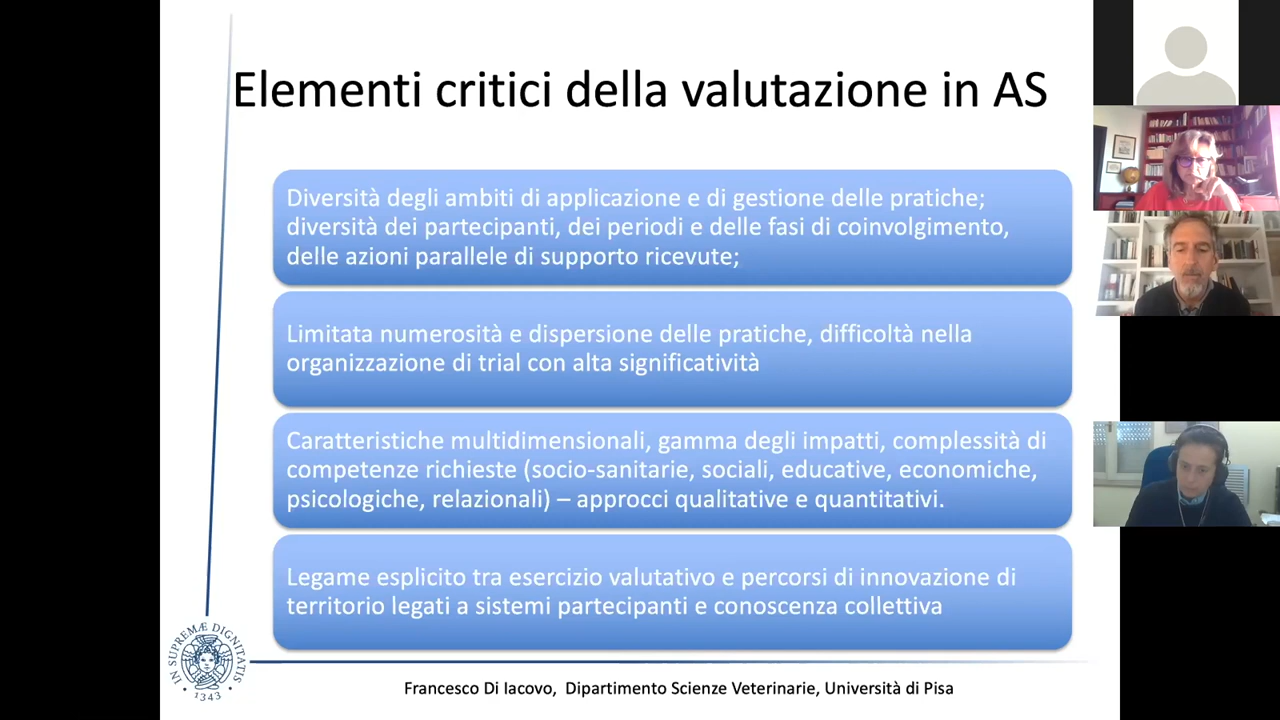 Elementi critici della valutazione in AS
Diversità degli ambiti di applicazione e di gestione delle pratiche;
diversità dei partecipanti, dei periodi e delle fasi di coinvolgimento,
delle azioni parallele di supporto ricevute;
Limitata numerosità e dispersione delle pratiche, difficoltà nella
organizzazione di trial con alta significatività
Caratteristiche multidimensionali, gamma degli impatti, complessità di
competenze richieste (socio-sanitarie, sociali, educative, economiche,
psicologiche, relazionali) – approcci qualitative e quantitativi.
Legame esplicito tra esercizio valutativo e percorsi di innovazione di
territorio legati a sistemi partecipanti e conoscenza collettiva
IN SUPREMÆ DIGNITATIS
1343
Francesco Di Iacovo, Dipartimento Scienze Veterinarie, Università di Pisa